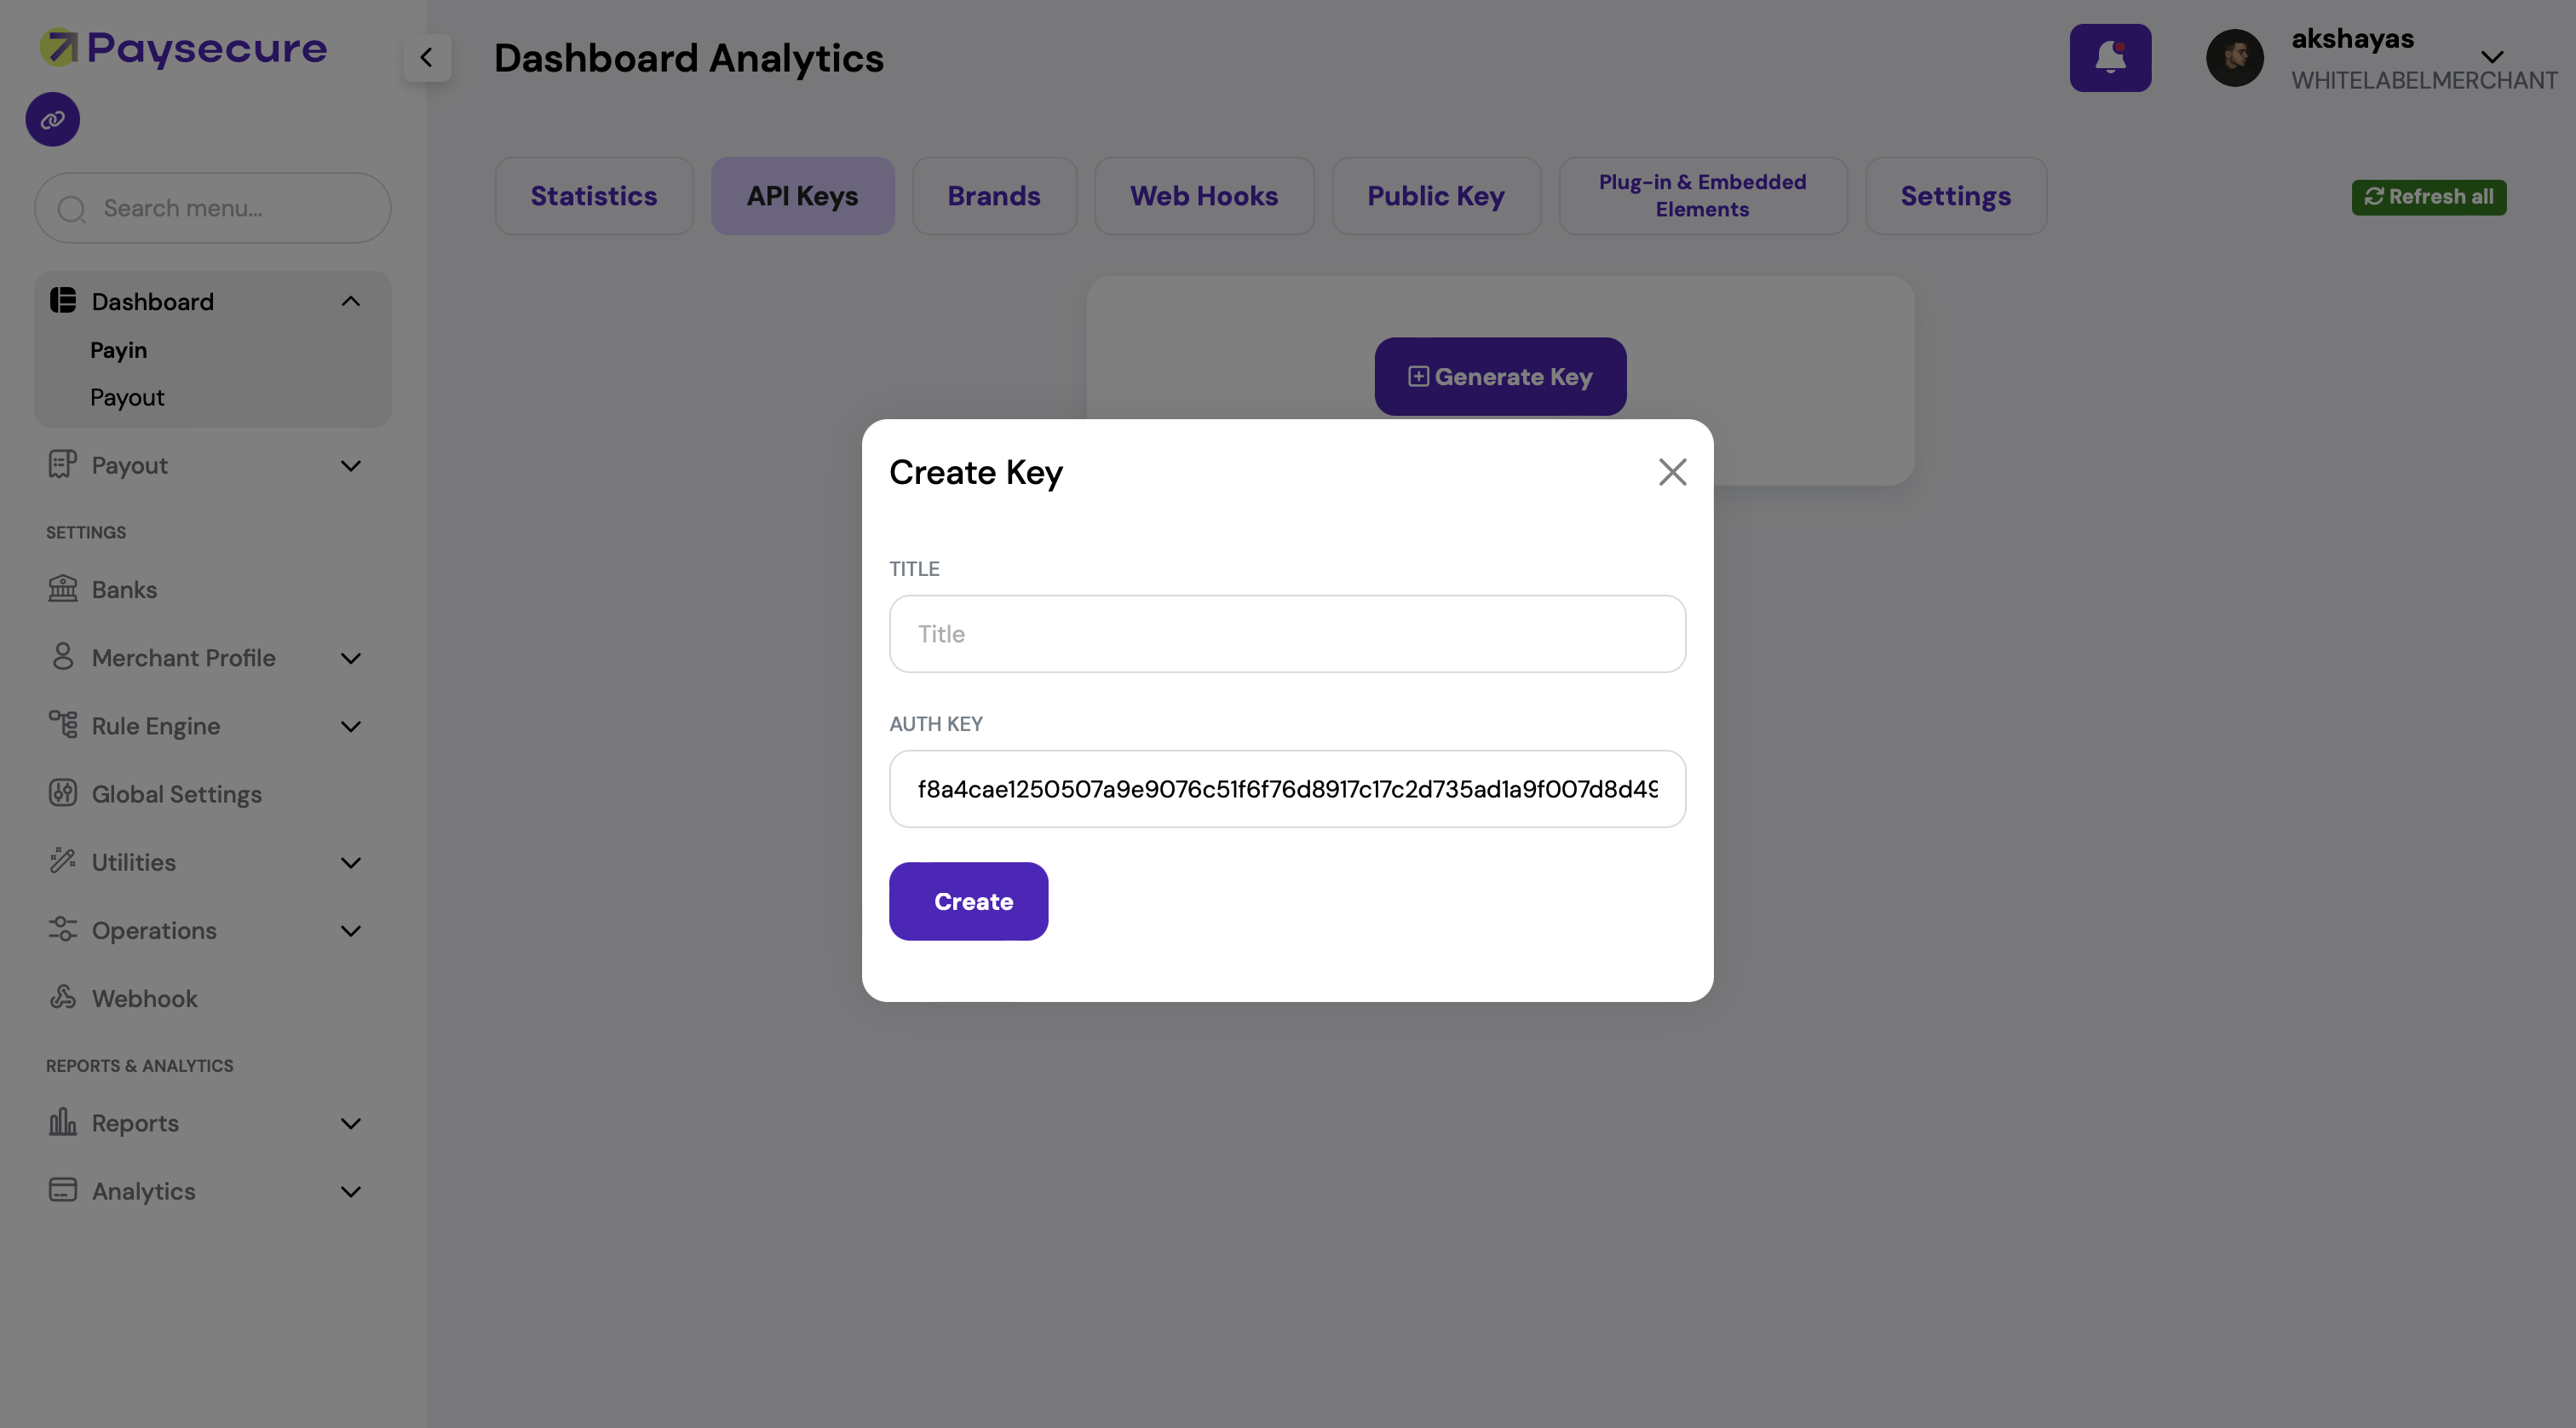 Paysecure
Dashboard Analytics
akshayas
WHITELABELMERCHANT
Search menu...
Statistics
API Keys
Brands
Web Hooks
Public Key
Plug-in & Embedded
Elements
Settings
Refresh all
Dashboard
Payin
Payout
Payout
SETTINGS
Banks
Merchant Profile
Rule Engine
Global Settings
Utilities
Operations
Webhook
REPORTS & ANALYTICS
Reports
Analytics
Generate Key
Create Key
TITLE
Title
AUTH KEY
f8a4cae1250507a9e9076c51f6f76d8917c17c2d735ad1a9f007d8d49
Create